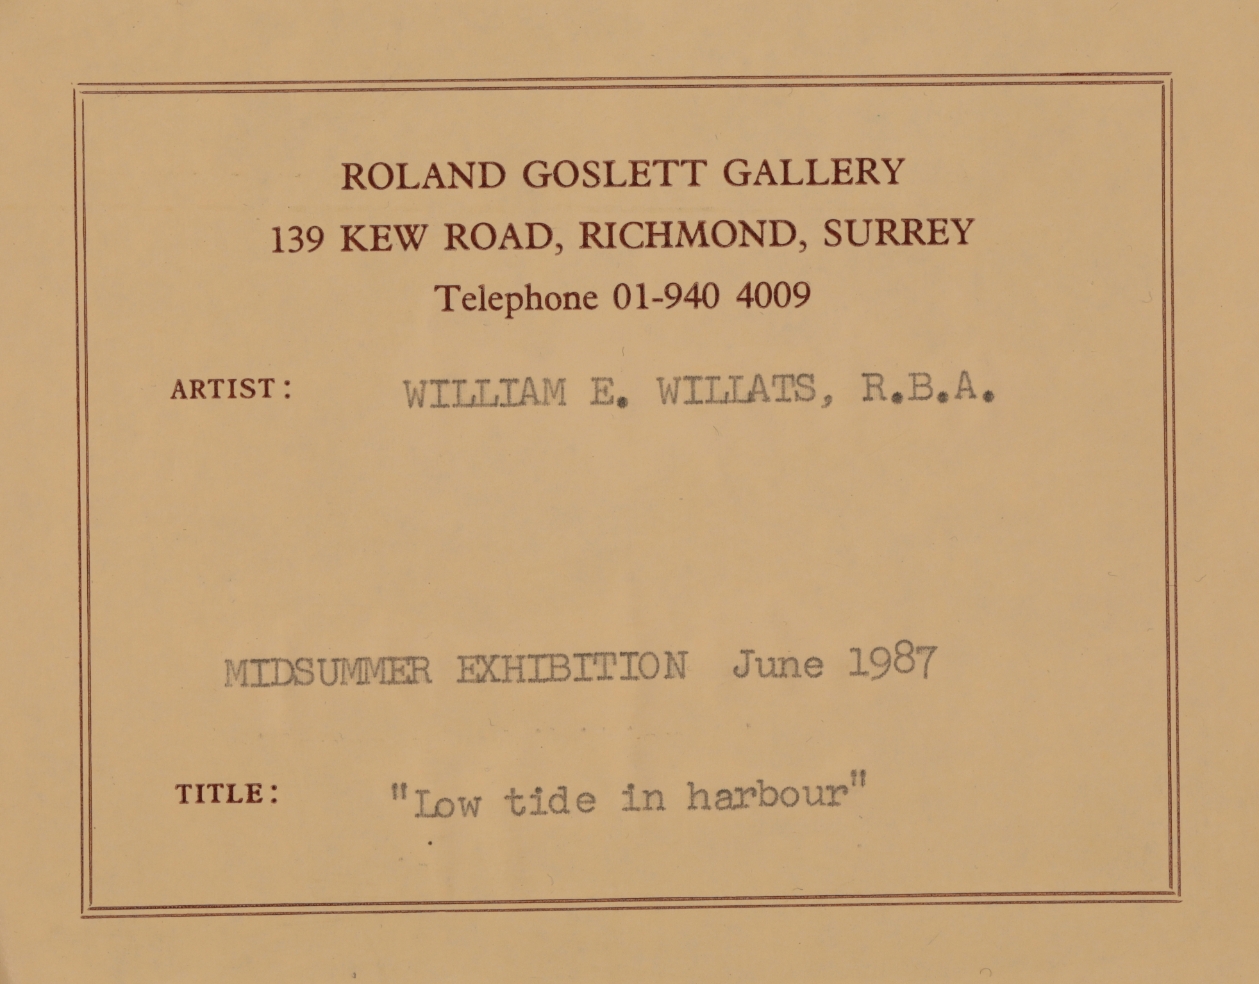 ROLAND GOSLETT GALLERY
139 KEW ROAD, RICHMOND, SURREY
Telephone 01-940 4009
ARTIST: WILLIAM E. WILLATS, R.B.A.
MIDSUMMER EXHIBITION June 1987
TITLE: "Low tide in harbour"